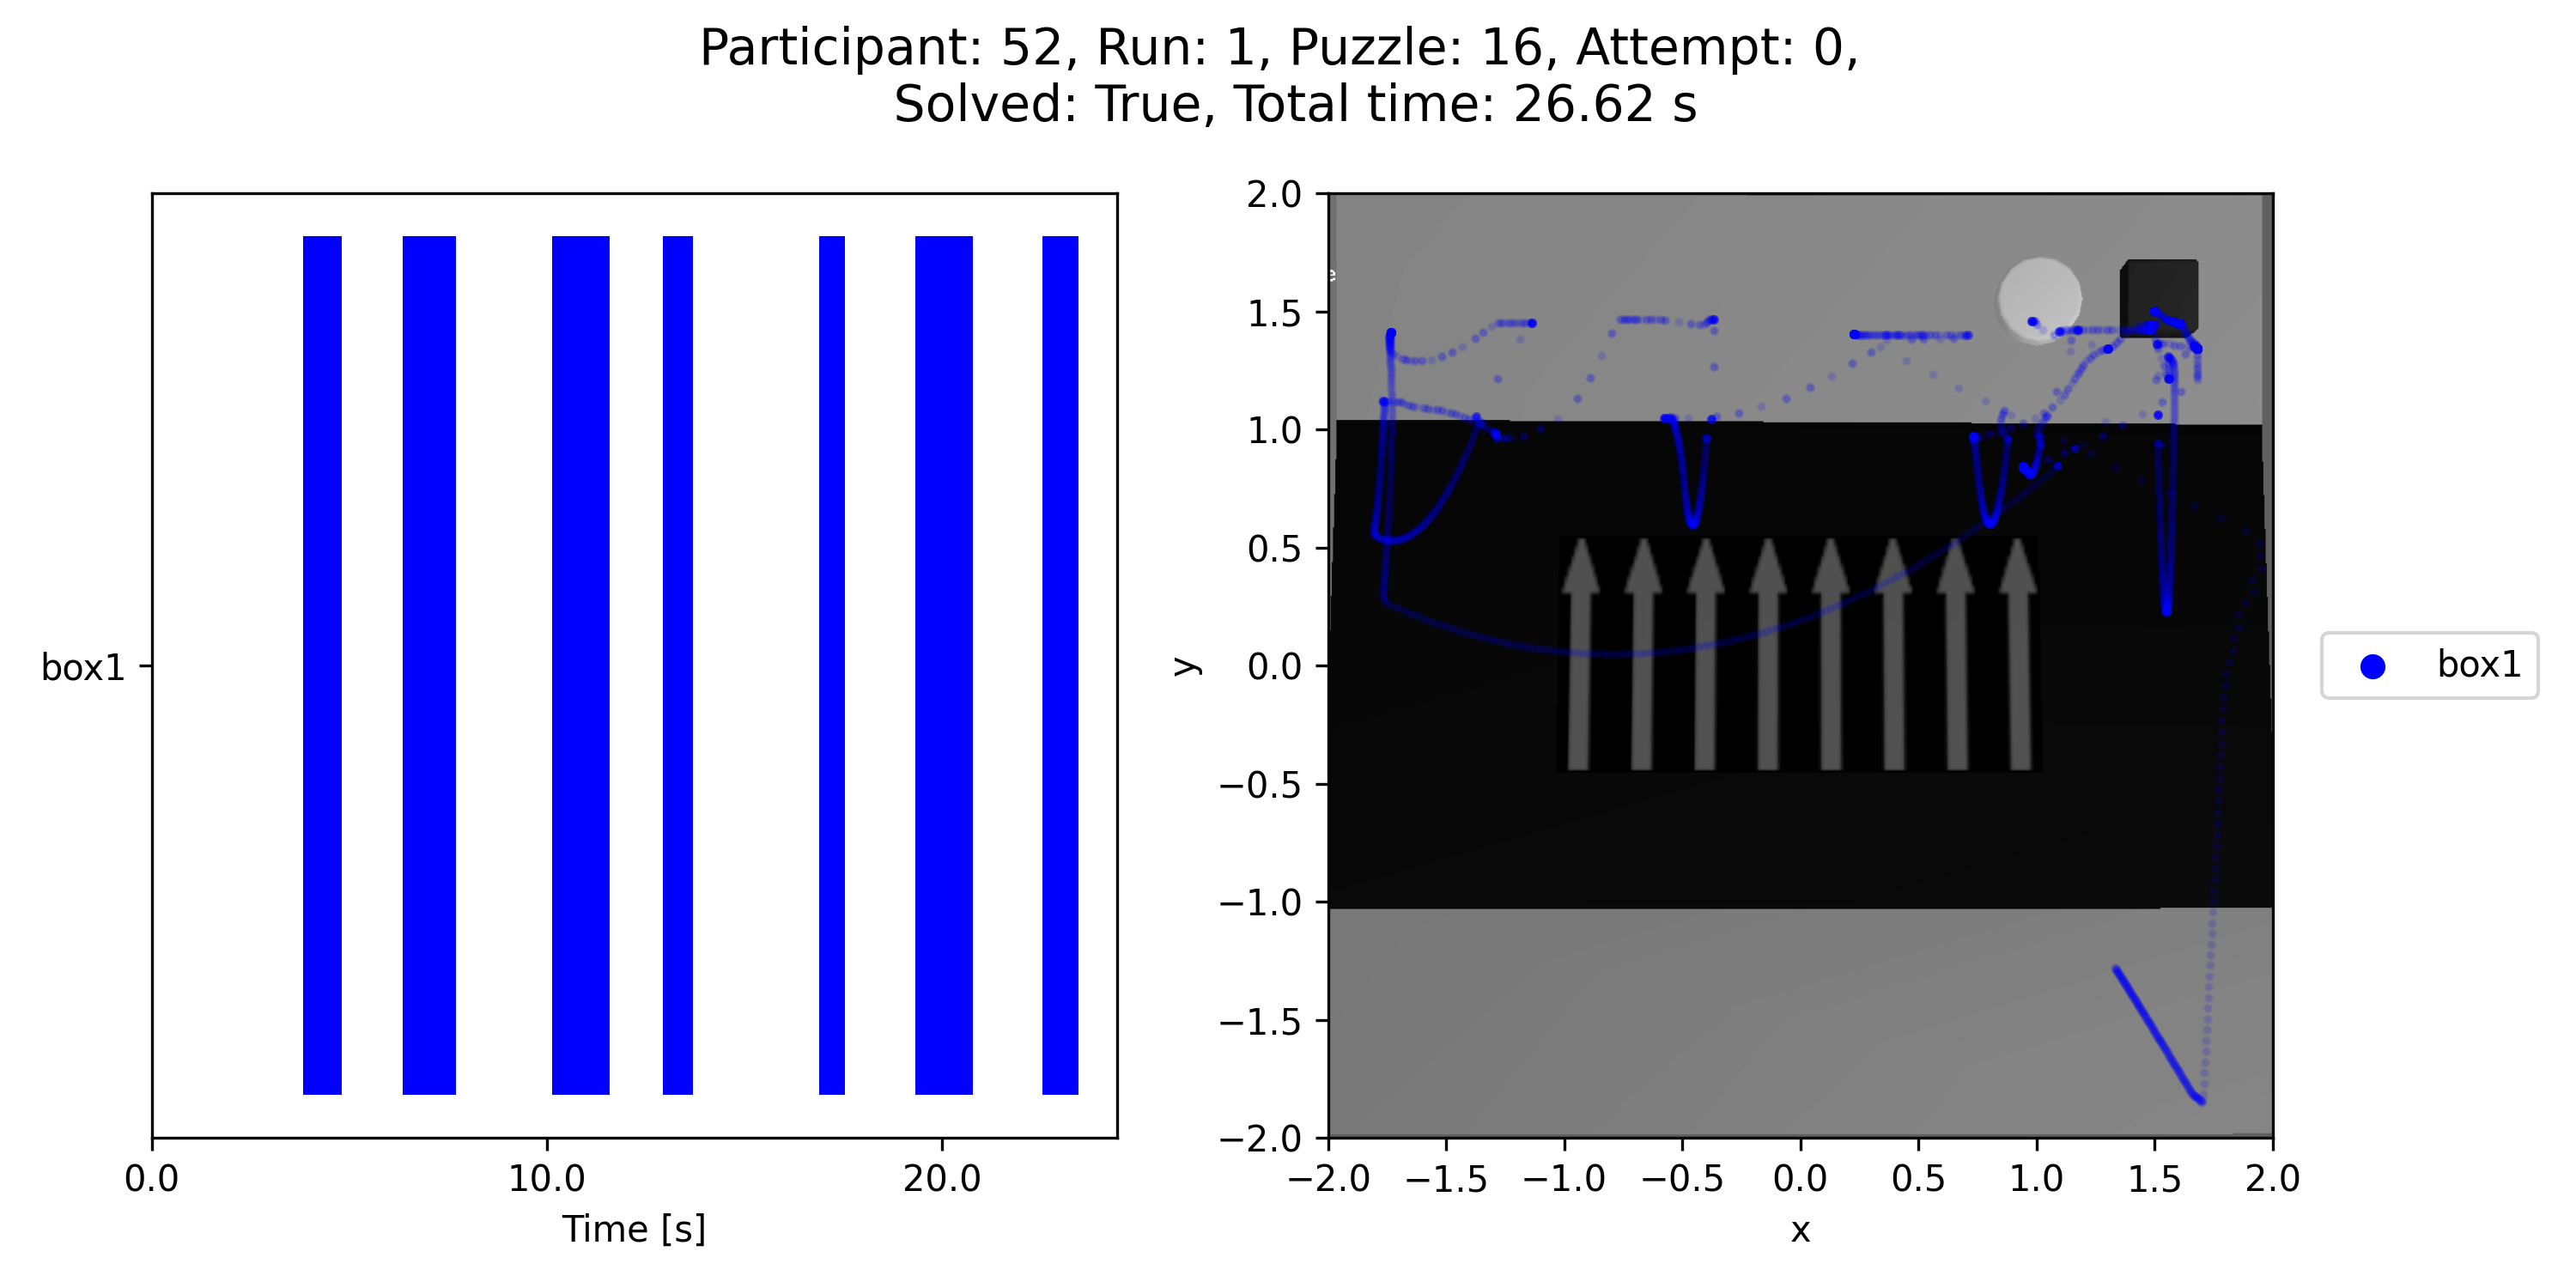 Participant: 52, Run: 1, Puzzle: 16, Attempt: 0,
Solved: True, Total time: 26.62 s
box1
0.0 10.0 20.0
Time [s]
2.0
1.5
1.0
0.5
0.0
−0.5
−1.0
−1.5
−2.0
y
e
−2.0 −1.5 −1.0 −0.5 0.0 0.5 1.0 1.5 2.0
x
box1